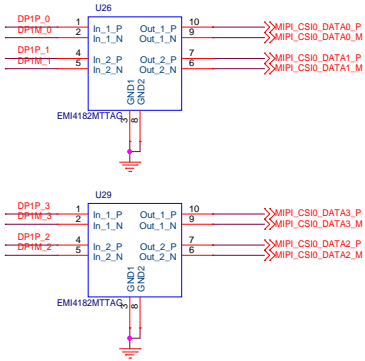 U26
DP1P_0 1 In_1_P Out_1_P 10 MIPI_CSI0_DATA0_P
DP1M_0 2 In_1_N Out_1_N 9 MIPI_CSI0_DATA0_M
DP1P_1 4 In_2_P Out_2_P 7 MIPI_CSI0_DATA1_P
DP1M_1 5 In_2_N Out_2_N 6 MIPI_CSI0_DATA1_M
GND1 GND2
EMI4182MTTAG
3 8
U29
DP1P_3 1 In_1_P Out_1_P 10 MIPI_CSI0_DATA3_P
DP1M_3 2 In_1_N Out_1_N 9 MIPI_CSI0_DATA3_M
DP1P_2 4 In_2_P Out_2_P 7 MIPI_CSI0_DATA2_P
DP1M_2 5 In_2_N Out_2_N 6 MIPI_CSI0_DATA2_M
GND1 GND2
EMI4182MTTAG
3 8